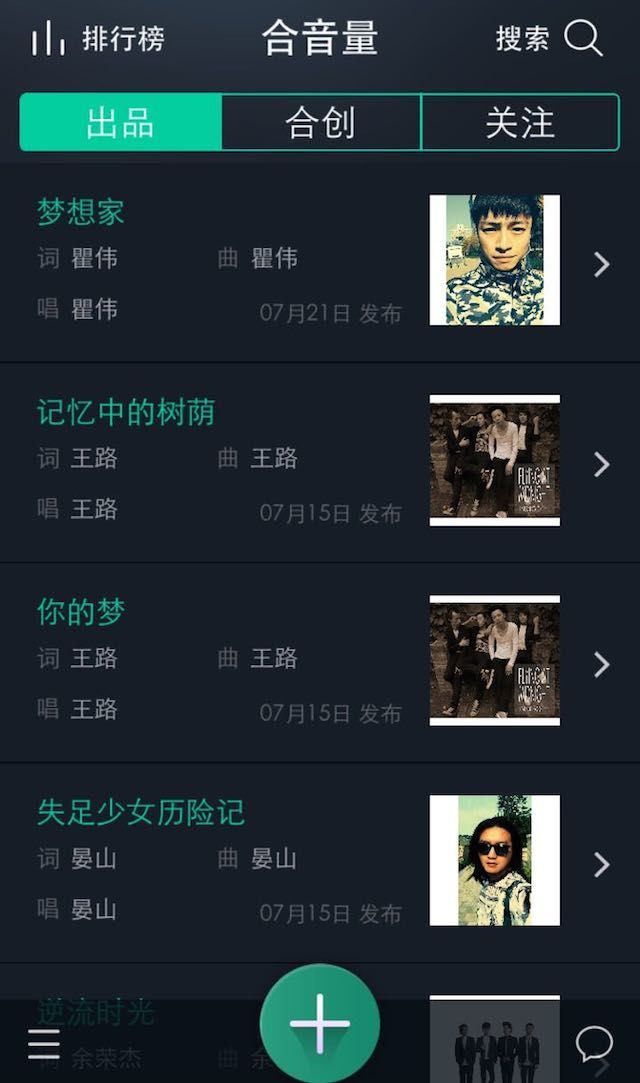 排行榜
合音量
搜索
出品
合创
关注
梦想家
词 瞿伟
曲 瞿伟
唱 瞿伟
07月21日 发布
记忆中的树荫
词 王路
曲 王路
唱 王路
07月15日 发布
你的梦
词 王路
曲 王路
唱 王路
07月15日 发布
失足少女历险记
词 晏山
曲 晏山
唱 晏山
07月15日 发布
逆流时光
词 余荣杰
曲 余